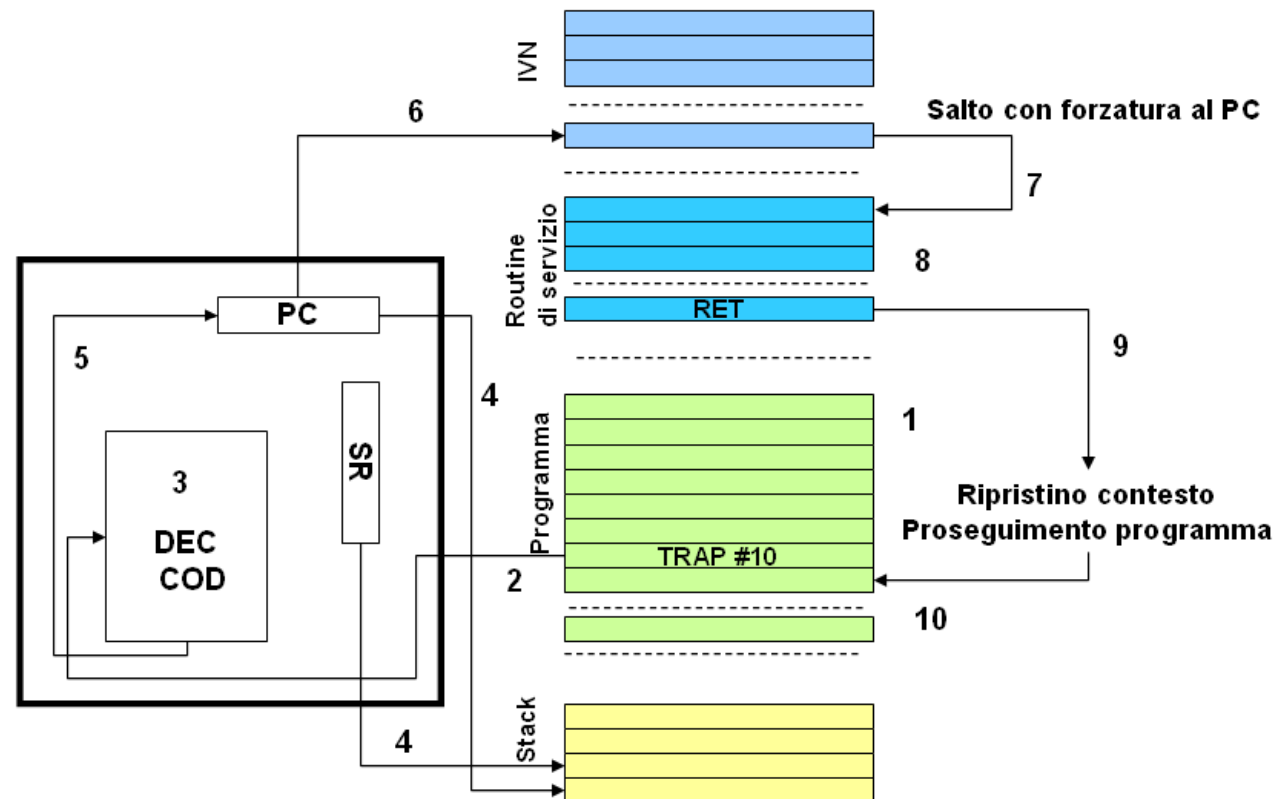 IVN
6
Salto con forzatura al PC
7
Routine
di servizio
8
RET
PC
5
4
9
SR
Programma
1
3
DEC
COD
Ripristino contesto
Proseguimento programma
TRAP #10
2
10
Stack
4